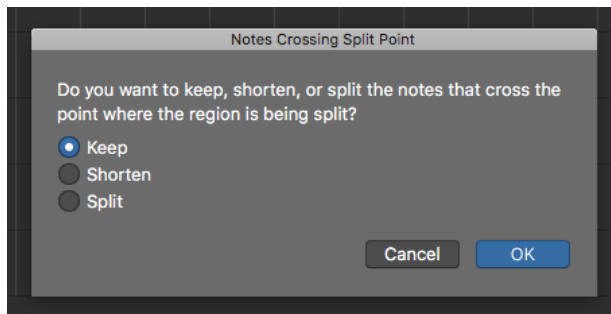 Notes Crossing Split Point
Do you want to keep, shorten, or split the notes that cross the
point where the region is being split?
Keep
Shorten
Split
Cancel OK